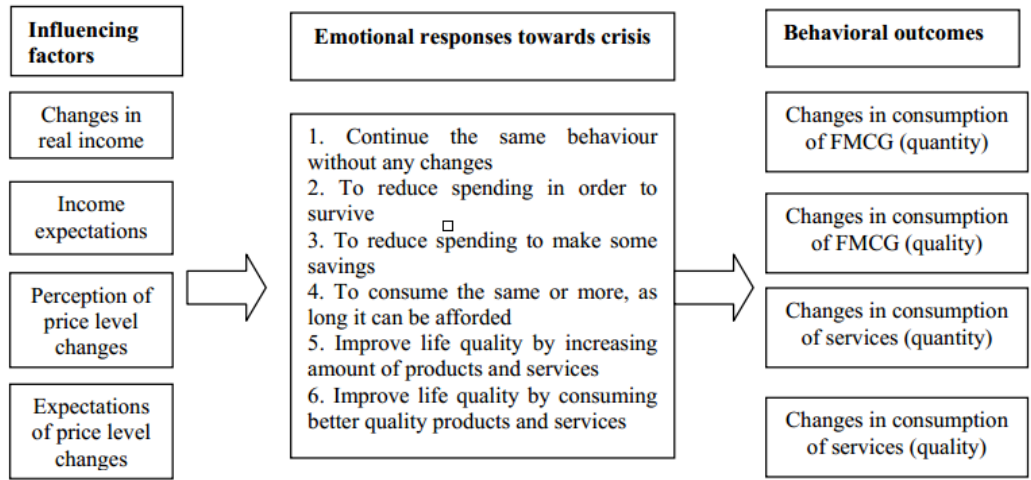 Influencing
factors
Emotional responses towards crisis
Behavioral outcomes
Changes in
real income
Income
expectations
Perception of
price level
changes
Expectations
of price level
changes
1. Continue the same behaviour
without any changes
2. To reduce spending in order to
survive
3. To reduce spending to make some
savings
4. To consume the same or more, as
long it can be afforded
5. Improve life quality by increasing
amount of products and services
6. Improve life quality by consuming
better quality products and services
Changes in consumption
of FMCG (quantity)
Changes in consumption
of FMCG (quality)
Changes in consumption
of services (quantity)
Changes in consumption
of services (quality)